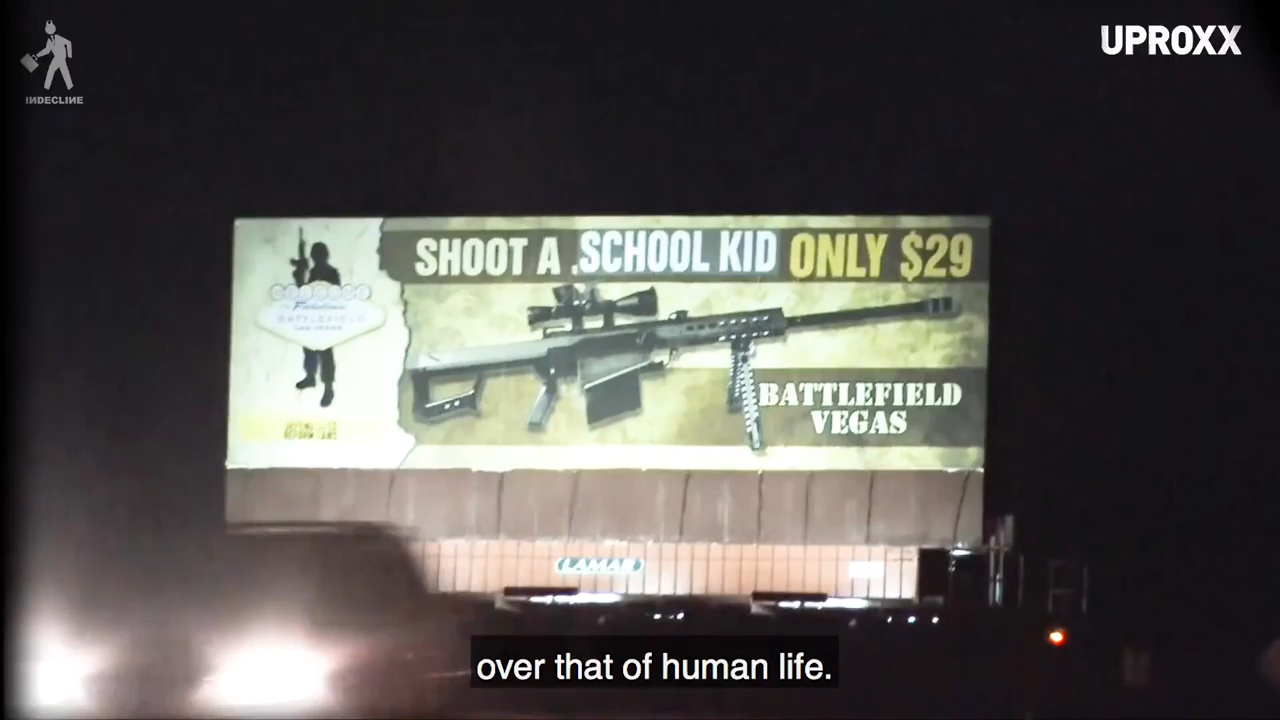 INDECLINE
UPROXX
SHOOT A .SCHOOL KID ONLY $29
BATTLEFIELD
BATTLEFIELD
VEGAS
LAMAR
over that of human life.